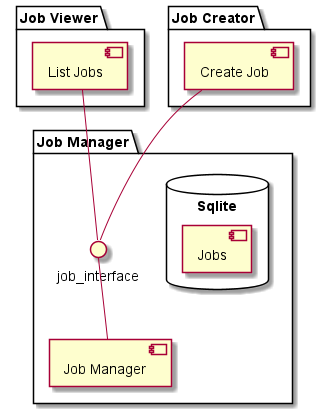 Job Viewer
Job Creator
List Jobs
Create Job
Job Manager
Sqlite
Jobs
job_interface
Job Manager